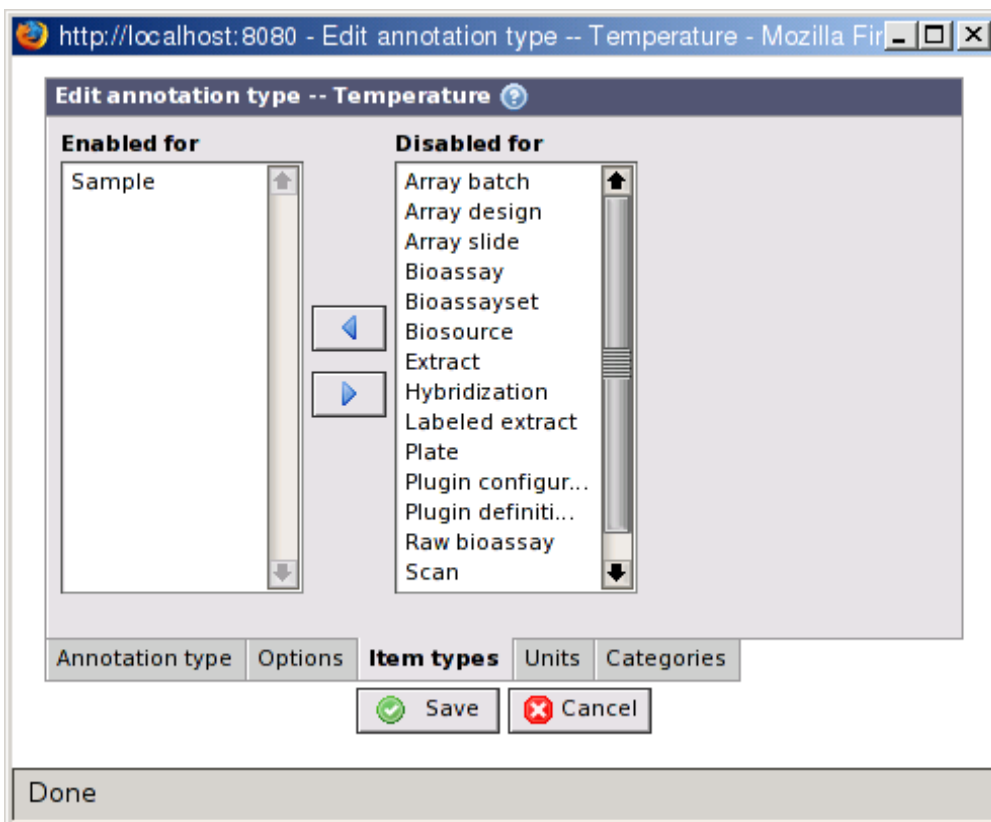 http://localhost:8080 - Edit annotation type -- Temperature - Mozilla Fir
Edit annotation type -- Temperature ?
Enabled for
Sample
Disabled for
Array batch
Array design
Array slide
Bioassay
Bioassayset
Biosource
Extract
Hybridization
Labeled extract
Plate
Plugin configur...
Plugin definiti...
Raw bioassay
Scan
Annotation type Options Item types Units Categories
Save Cancel
Done